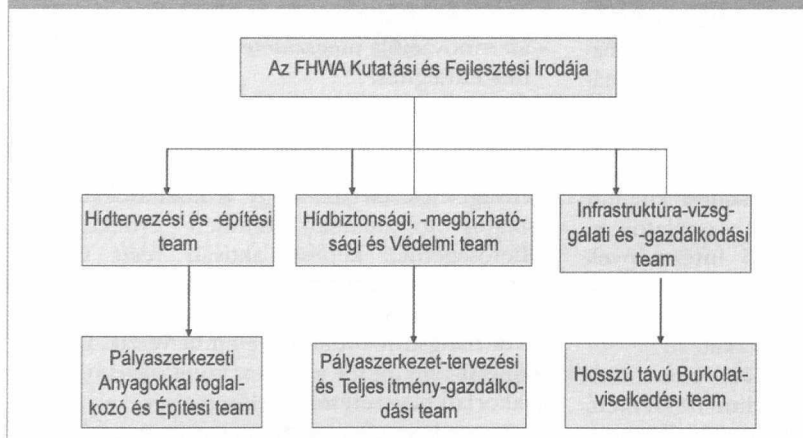 Az FHWA Kutatási és Fejlesztési Irodája
Hídtervezési és -építési
team
Hídbiztonsági, -megbízható-
sági és Védelmi team
Infrastruktúra-vizsg-
gálati és -gazdálkodási
team
Pályaszerkezeti
Anyagokkal foglal-
kozó és Építési team
Pályaszerkezet-tervezési
és Teljesítmény-gazdálko-
dási team
Hosszú távú Burkolat-
viselkedési team